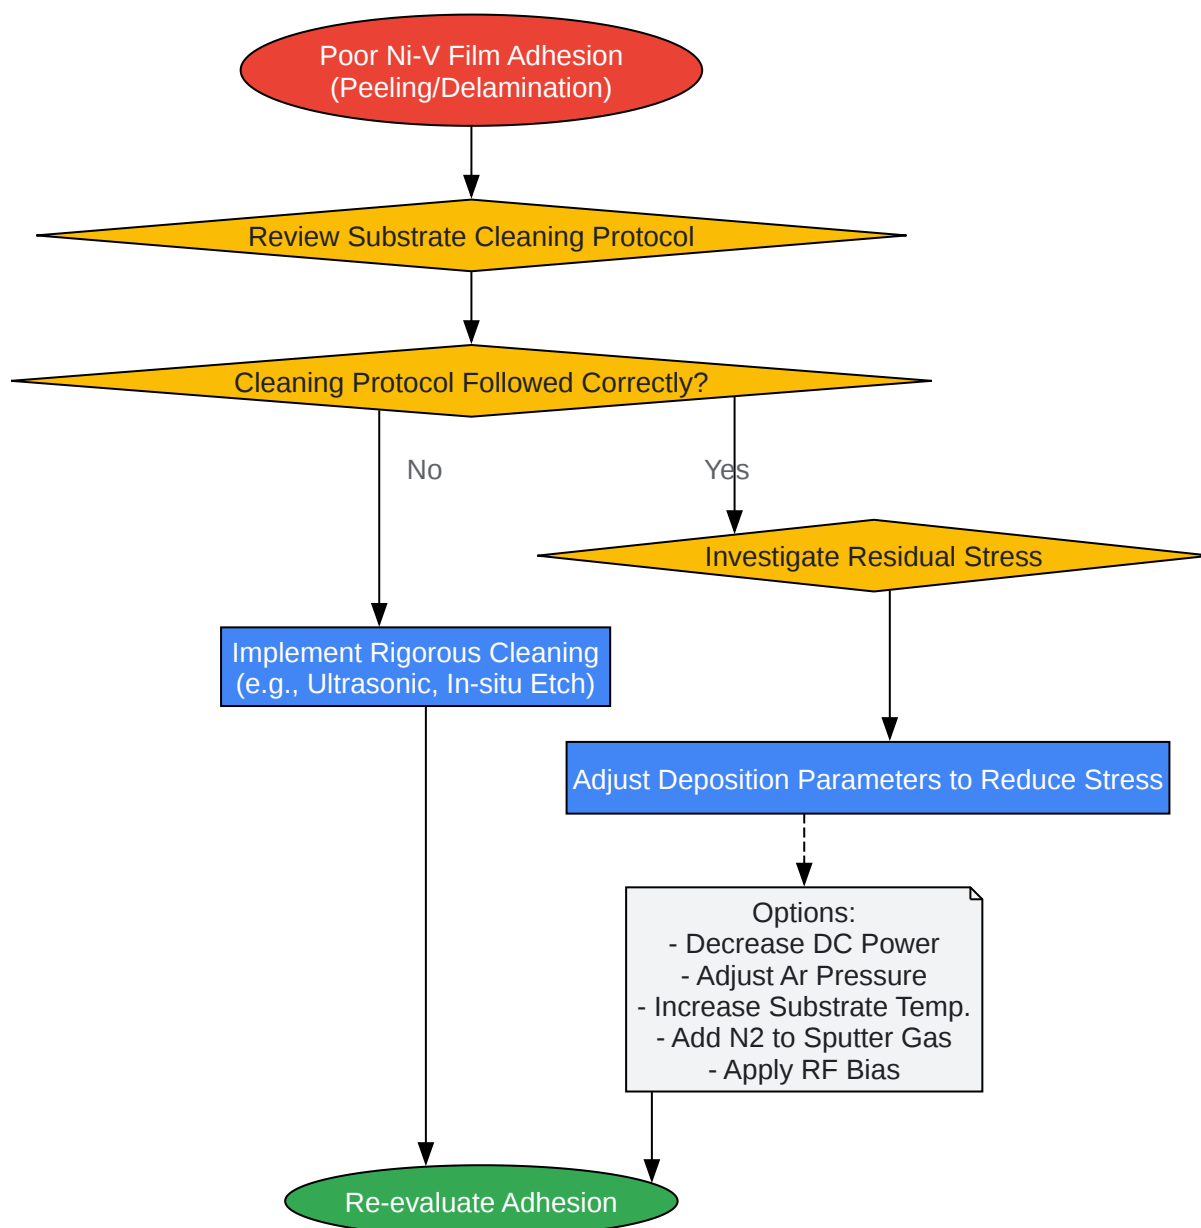 Poor Ni-V Film Adhesion
(Peeling/Delamination)
Review Substrate Cleaning Protocol
Cleaning Protocol Followed Correctly?
No
Yes
Investigate Residual Stress
Implement Rigorous Cleaning
(e.g., Ultrasonic, In-situ Etch)
Adjust Deposition Parameters to Reduce Stress
Options:
- Decrease DC Power
- Adjust Ar Pressure
- Increase Substrate Temp.
- Add N2 to Sputter Gas
- Apply RF Bias
Re-evaluate Adhesion